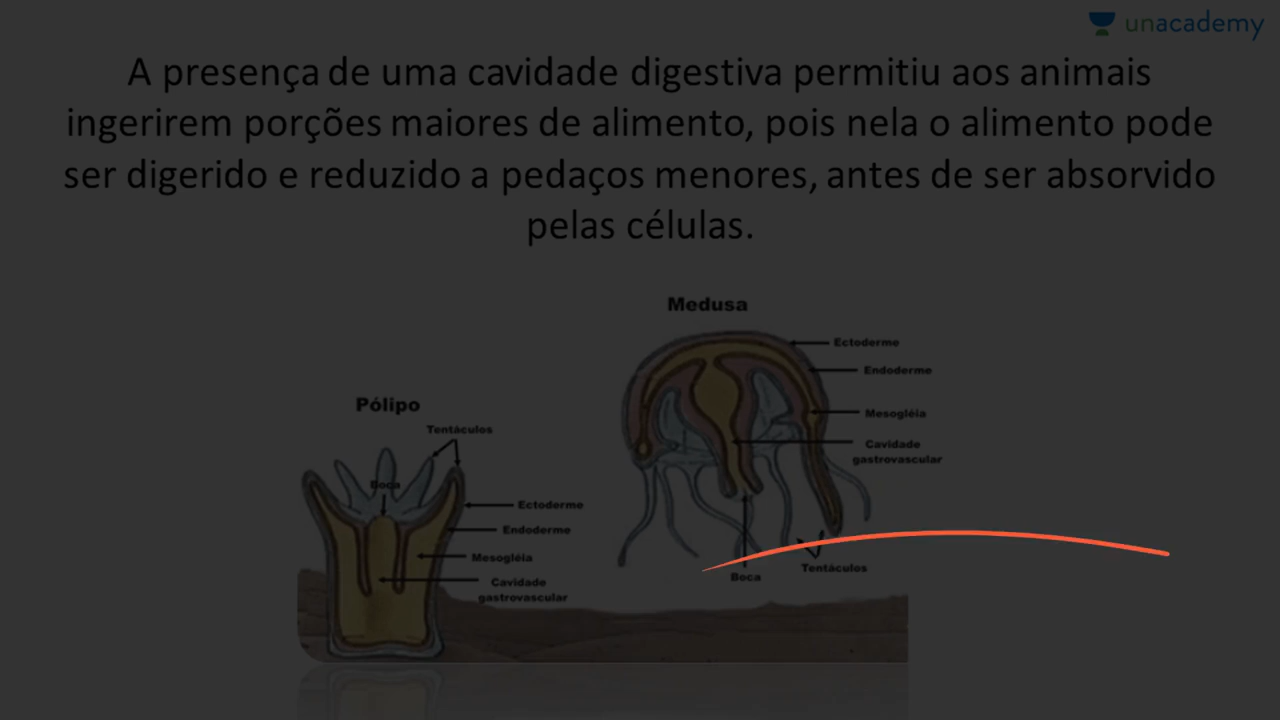 unacademy
A presença de uma cavidade digestiva permitiu aos animais
ingerirem porções maiores de alimento, pois nela o alimento pode
ser digerido e reduzido a pedaços menores, antes de ser absorvido
pelas células.
Medusa
Ectoderme
Endoderme
Mesogléia
Cavidade
gastrovascular
Boca
Tentáculos
Pólipo
Tentáculos
Boca
Ectoderme
Endoderme
Mesogléia
Cavidade
gastrovascular